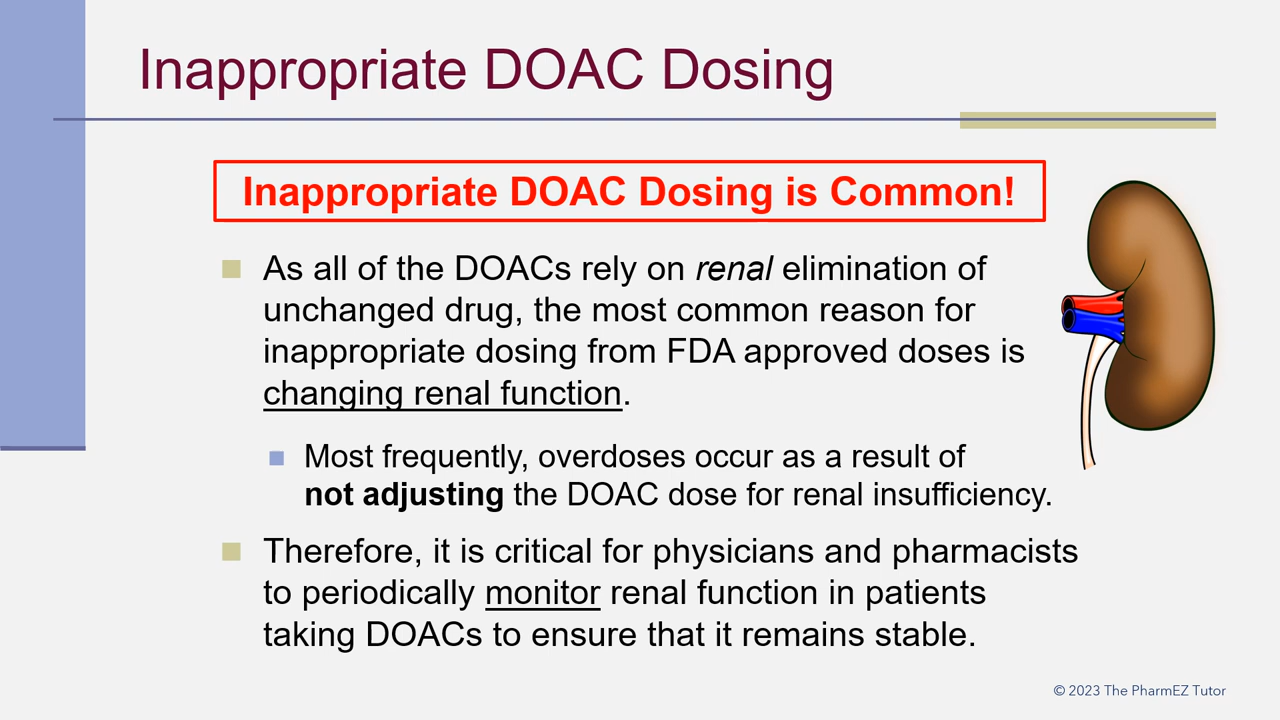 Inappropriate DOAC Dosing
Inappropriate DOAC Dosing is Common!
As all of the DOACs rely on renal elimination of
unchanged drug, the most common reason for
inappropriate dosing from FDA approved doses is
changing renal function.
Most frequently, overdoses occur as a result of
not adjusting the DOAC dose for renal insufficiency.
Therefore, it is critical for physicians and pharmacists
to periodically monitor renal function in patients
taking DOACs to ensure that it remains stable.
© 2023 The PharmEZ Tutor